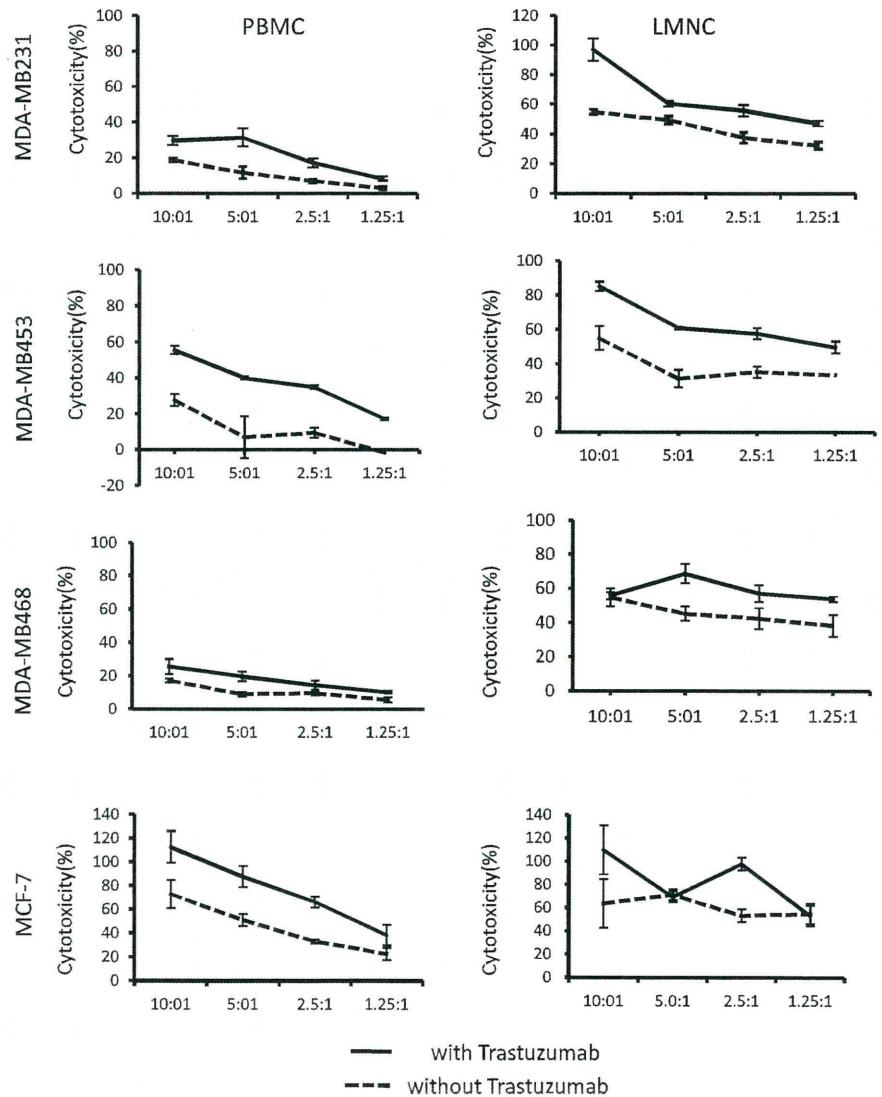 PBMC
LMNC
MDA-MB231
Cytotoxicity(%)
100
80
60
40
20
0
10:01 5:01 2.5:1 1.25:1
Cytotoxicity(%)
120
100
80
60
40
20
0
10:01 5:01 2.5:1 1.25:1
MDA-MB453
Cytotoxicity(%)
100
80
60
40
20
0
-20
10:01 5:01 2.5:1 1.25:1
Cytotoxicity(%)
100
80
60
40
20
0
10:01 5:01 2.5:1 1.25:1
MDA-MB468
Cytotoxicity(%)
100
80
60
40
20
0
10:01 5:01 2.5:1 1.25:1
Cytotoxicity(%)
100
80
60
40
20
0
10:01 5:01 2.5:1 1.25:1
MCF-7
Cytotoxicity(%)
140
120
100
80
60
40
20
0
10:01 5:01 2.5:1 1.25:1
Cytotoxicity(%)
140
120
100
80
60
40
20
0
10:01 5.0:1 2.5:1 1.25:1
with Trastuzumab
without Trastuzumab